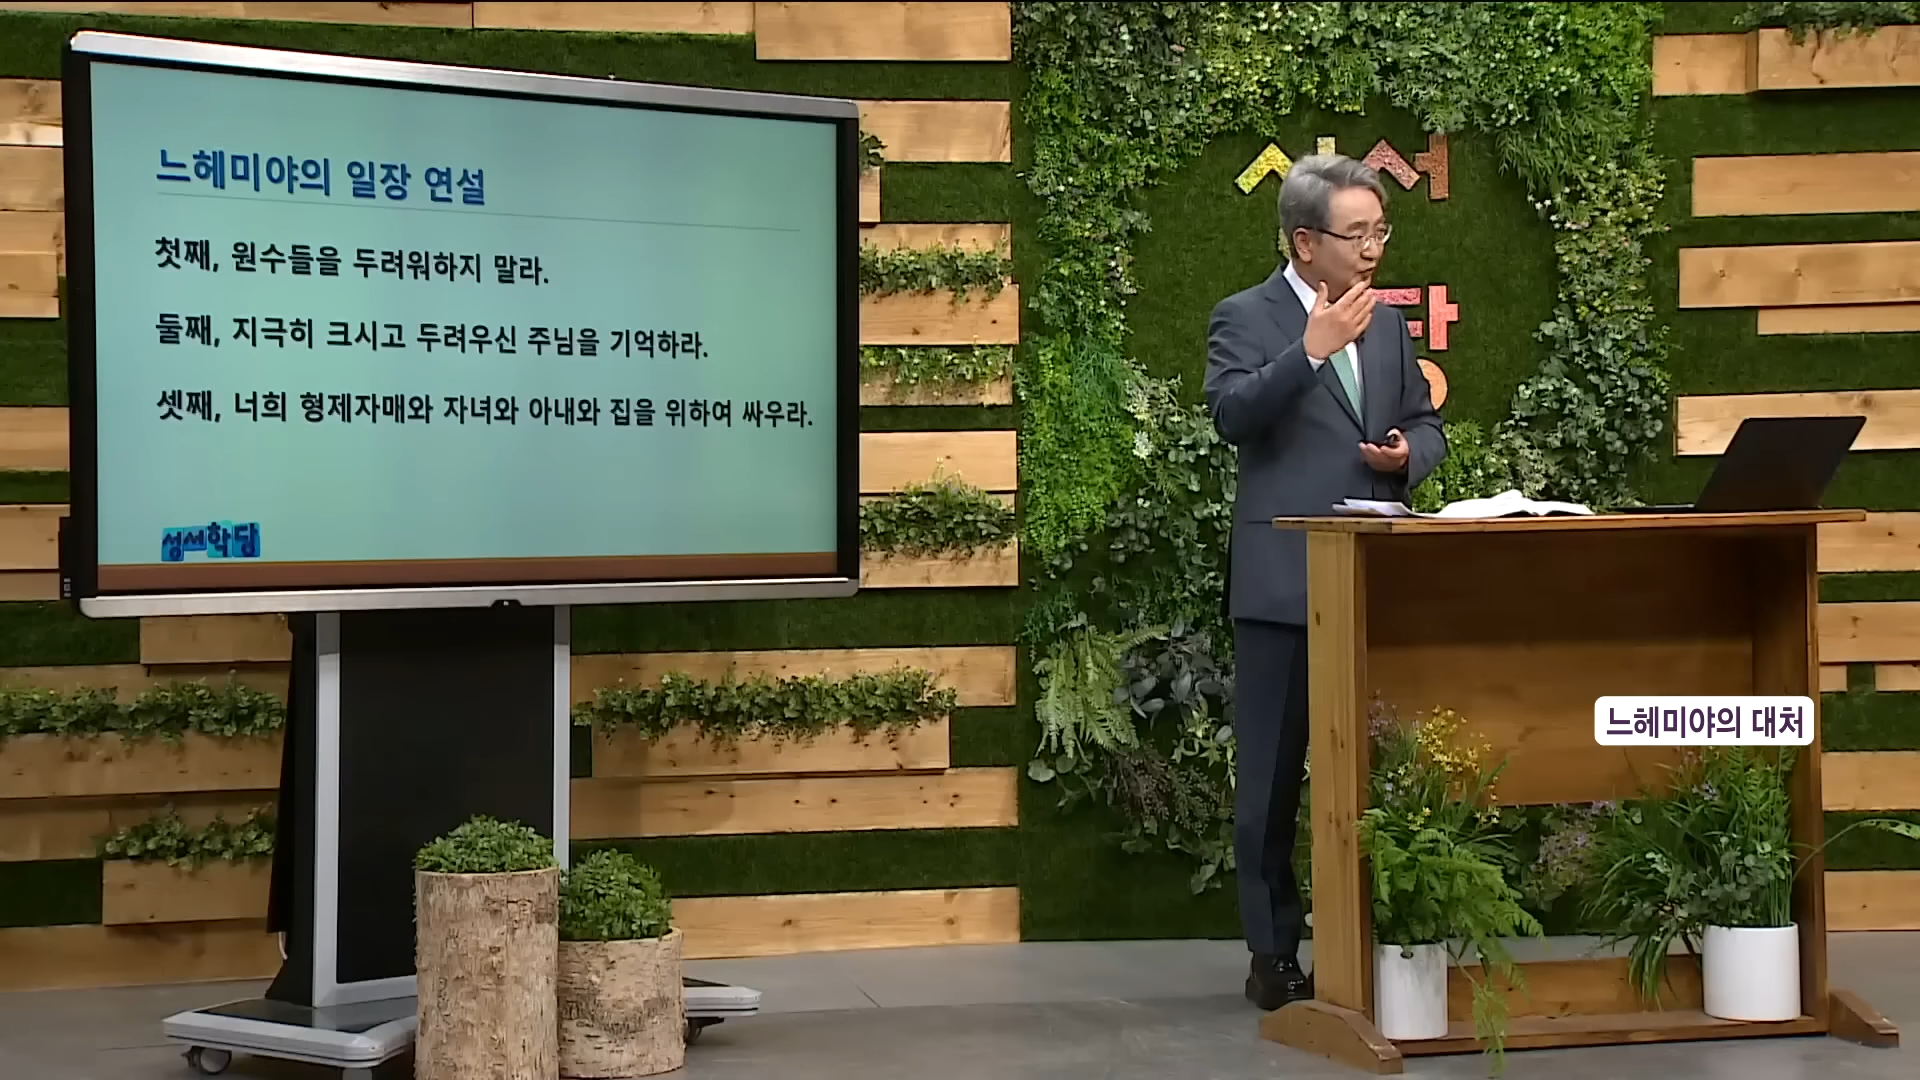 느헤미야의 일장 연설
첫째, 원수들을 두려워하지 말라.
둘째, 지극히 크시고 두려우신 주님을 기억하라.
셋째, 너희 형제자매와 자녀와 아내와 집을 위하여 싸우라.
성서학당
느헤미야의 대처